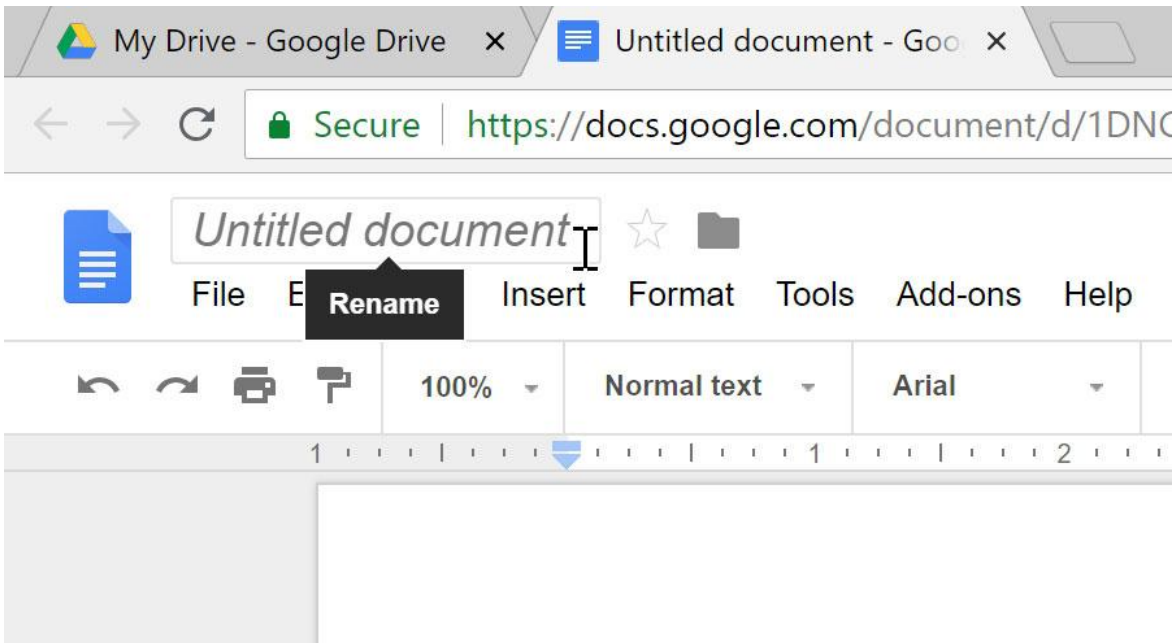 My Drive - Google Drive Untitled document - Goo
Secure https://docs.google.com/document/d/1DN
Untitled document
File E Insert Format Tools Add-ons Help
Rename
100% Normal text Arial
1 1 2